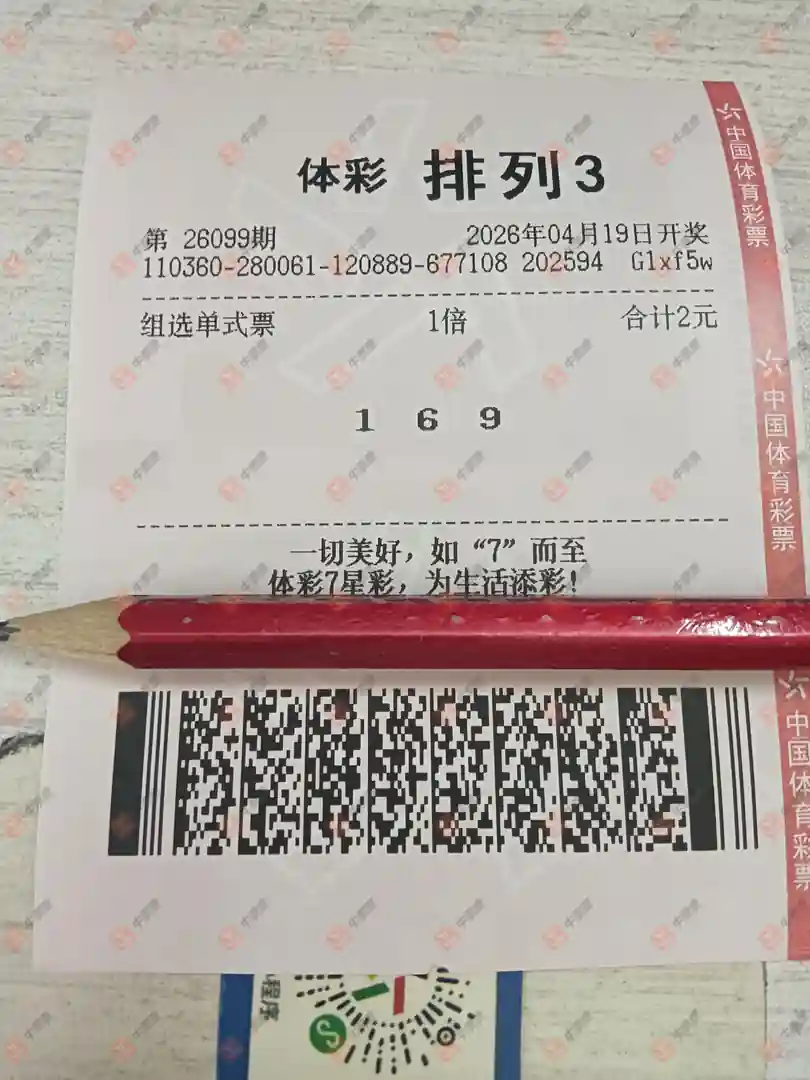 体彩 排列3
第 26099期 2026年04月19日开奖
110360-280061-120889-677108 202594 G1xf5w
组选单式票 1倍 合计2元
1 6 9
一切美好，如“7”而至
体彩7星彩，为生活添彩！
中国体育彩票
中国体育彩票
中国体育彩票
小程序